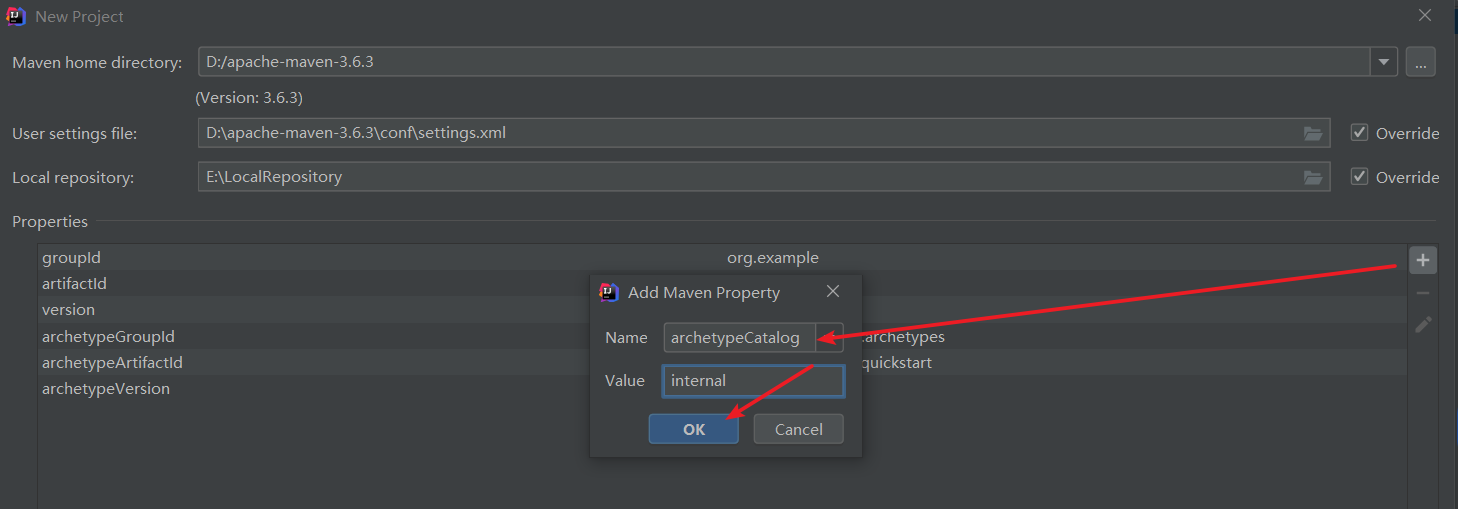 New Project
Maven home directory: D:/apache-maven-3.6.3 ...
(Version: 3.6.3)
User settings file: D:\apache-maven-3.6.3\conf\settings.xml Override
Local repository: E:\LocalRepository Override
Properties
groupId org.example
artifactId
version
archetypeGroupId .archetypes
archetypeArtifactId quickstart
archetypeVersion
Add Maven Property
Name archetypeCatalog
Value internal
OK Cancel